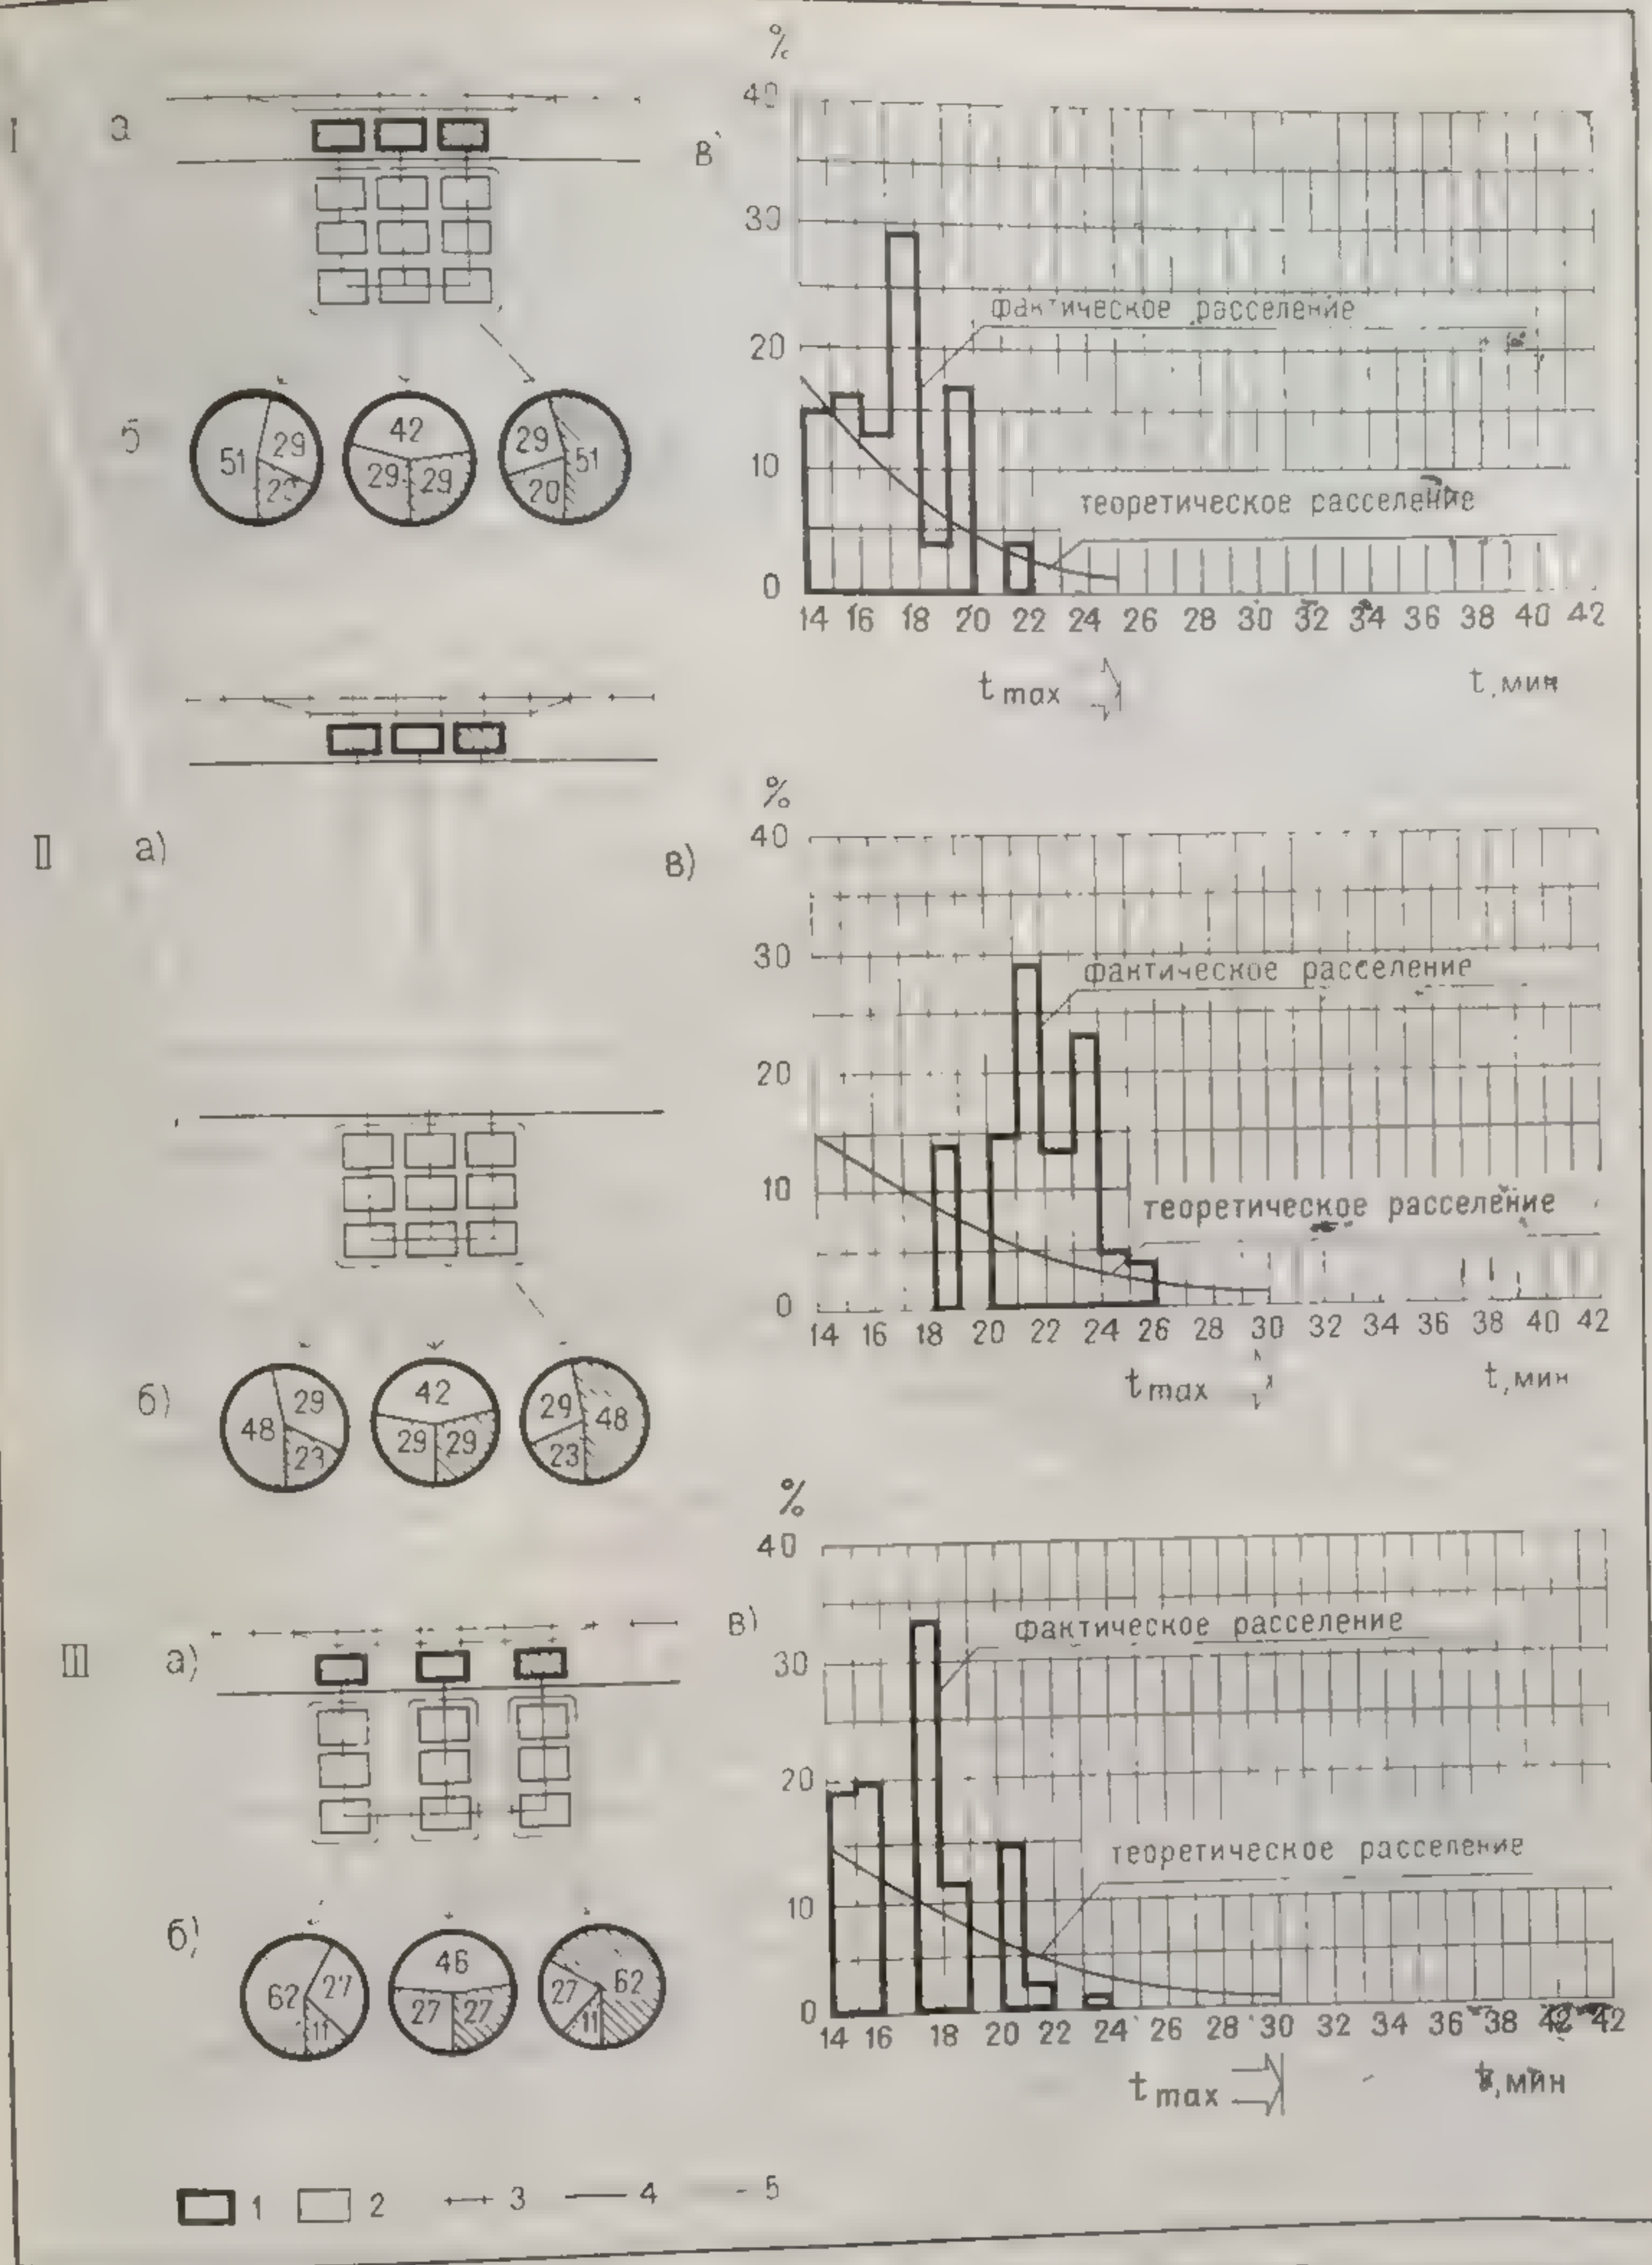 I а в
%
40
30
20
10
0
фактическое расселение
теоретическое расселение
14 16 18 20 22 24 26 28 30 32 34 36 38 40 42
t max t, мин
б
51 29
42 29 29
29 51 20
II а) в)
%
40
30
20
10
0
фактическое расселение
теоретическое расселение
14 16 18 20 22 24 26 28 30 32 34 36 38 40 42
t max t, мин
б)
48 29 23
42 29 29
29 48 23
III а) в)
%
40
30
20
10
0
фактическое расселение
теоретическое расселение
14 16 18 20 22 24 26 28 30 32 34 36 38 42 42
t max t, мин
б)
62 27 11
46 27 27
27 62 11
1 2 3 4 5